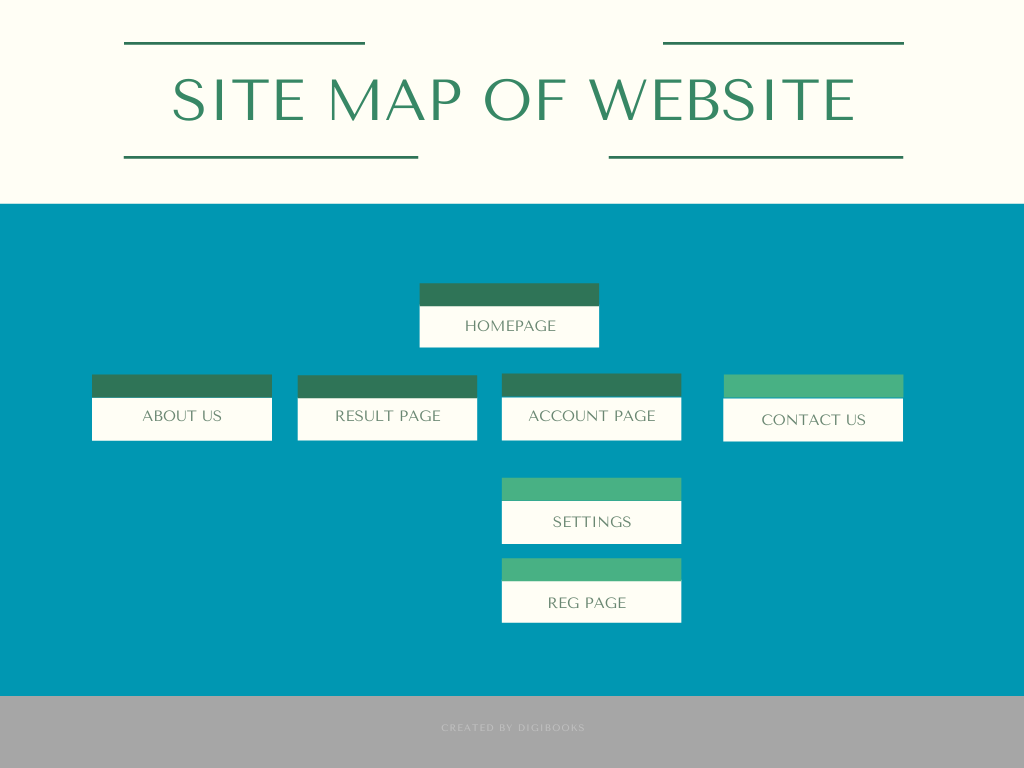 SITE MAP OF WEBSITE
HOMEPAGE
ABOUT US
RESULT PAGE
ACCOUNT PAGE
CONTACT US
SETTINGS
REG PAGE
CREATED BY DIGIBOOKS